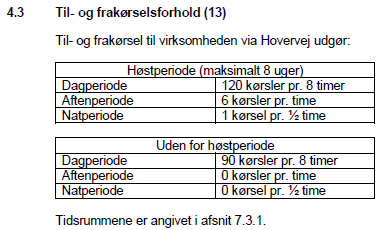 4.3 Til- og frakørselsforhold (13)
Til- og frakørsel til virksomheden via Hovervej udgør:
Høstperiode (maksimalt 8 uger)
Dagperiode 120 kørsler pr. 8 timer
Aftenperiode 6 kørsler pr. time
Natperiode 1 kørsel pr. ½ time
Uden for høstperiode
Dagperiode 90 kørsler pr. 8 timer
Aftenperiode 0 kørsler pr. time
Natperiode 0 kørsel pr. ½ time
Tidsrummene er angivet i afsnit 7.3.1.